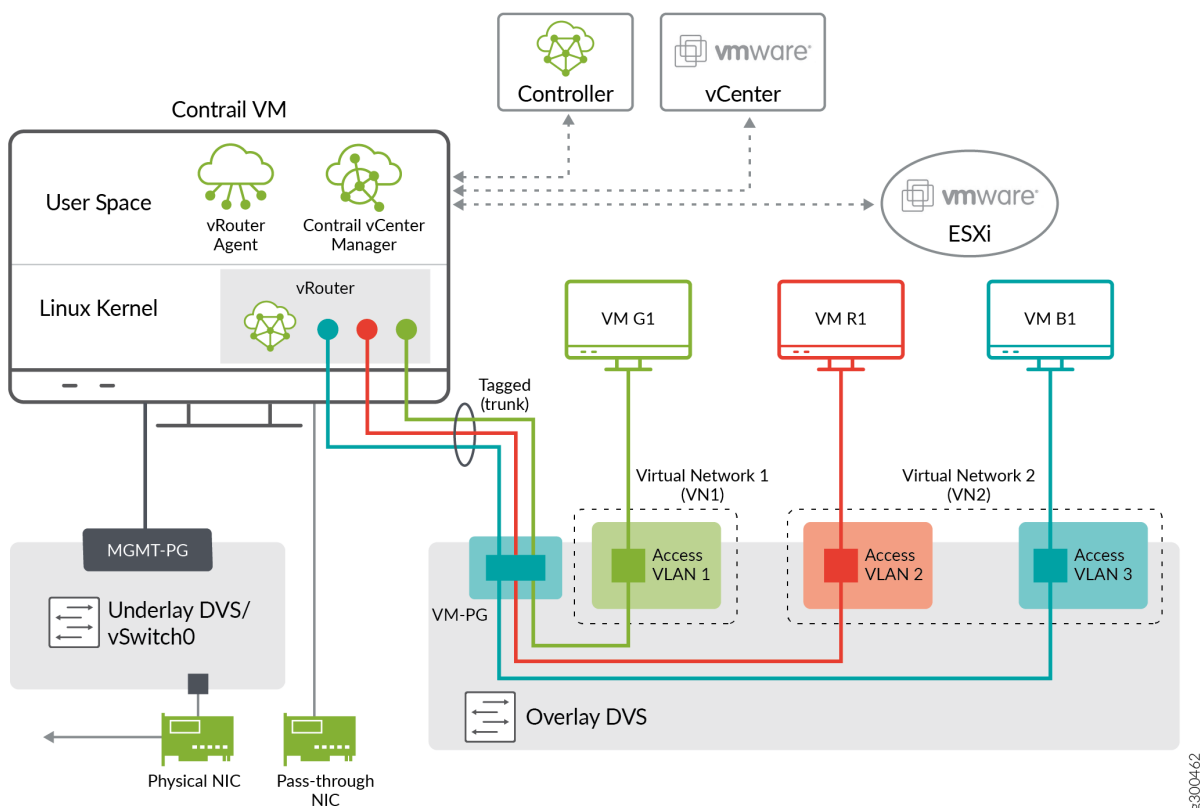 Controller
vmware®
vCenter
Contrail VM
User Space
vRouter
Agent
Contrail vCenter
Manager
vmware®
ESXi
Linux Kernel
vRouter
VM G1
VM R1
VM B1
Tagged
(trunk)
Virtual Network 1
(VN1)
Virtual Network 2
(VN2)
MGMT-PG
Access
VLAN 1
Access
VLAN 2
Access
VLAN 3
VM-PG
Underlay DVS/
vSwitch0
Overlay DVS
Physical NIC
Pass-through
NIC
g300462